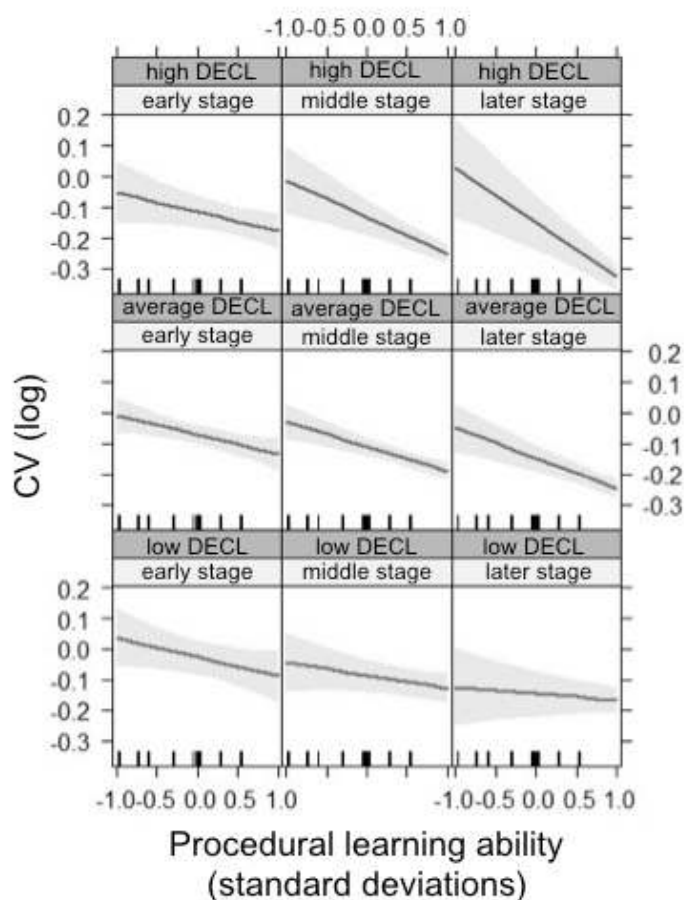 -1.0 0.0 1.0
high DECL high DECL high DECL
early stage middle stage later stage
0.2
0.1
0.0
-0.1
-0.2
-0.3
average DECL average DECL average DECL
early stage middle stage later stage
0.2
0.1
0.0
-0.1
-0.2
-0.3
CV (log)
low DECL low DECL low DECL
early stage middle stage later stage
0.2
0.1
0.0
-0.1
-0.2
-0.3
-1.0 -0.5 0.0 0.5 1.0 -1.0 -0.5 0.0 0.5 1.0
Procedural learning ability
(standard deviations)